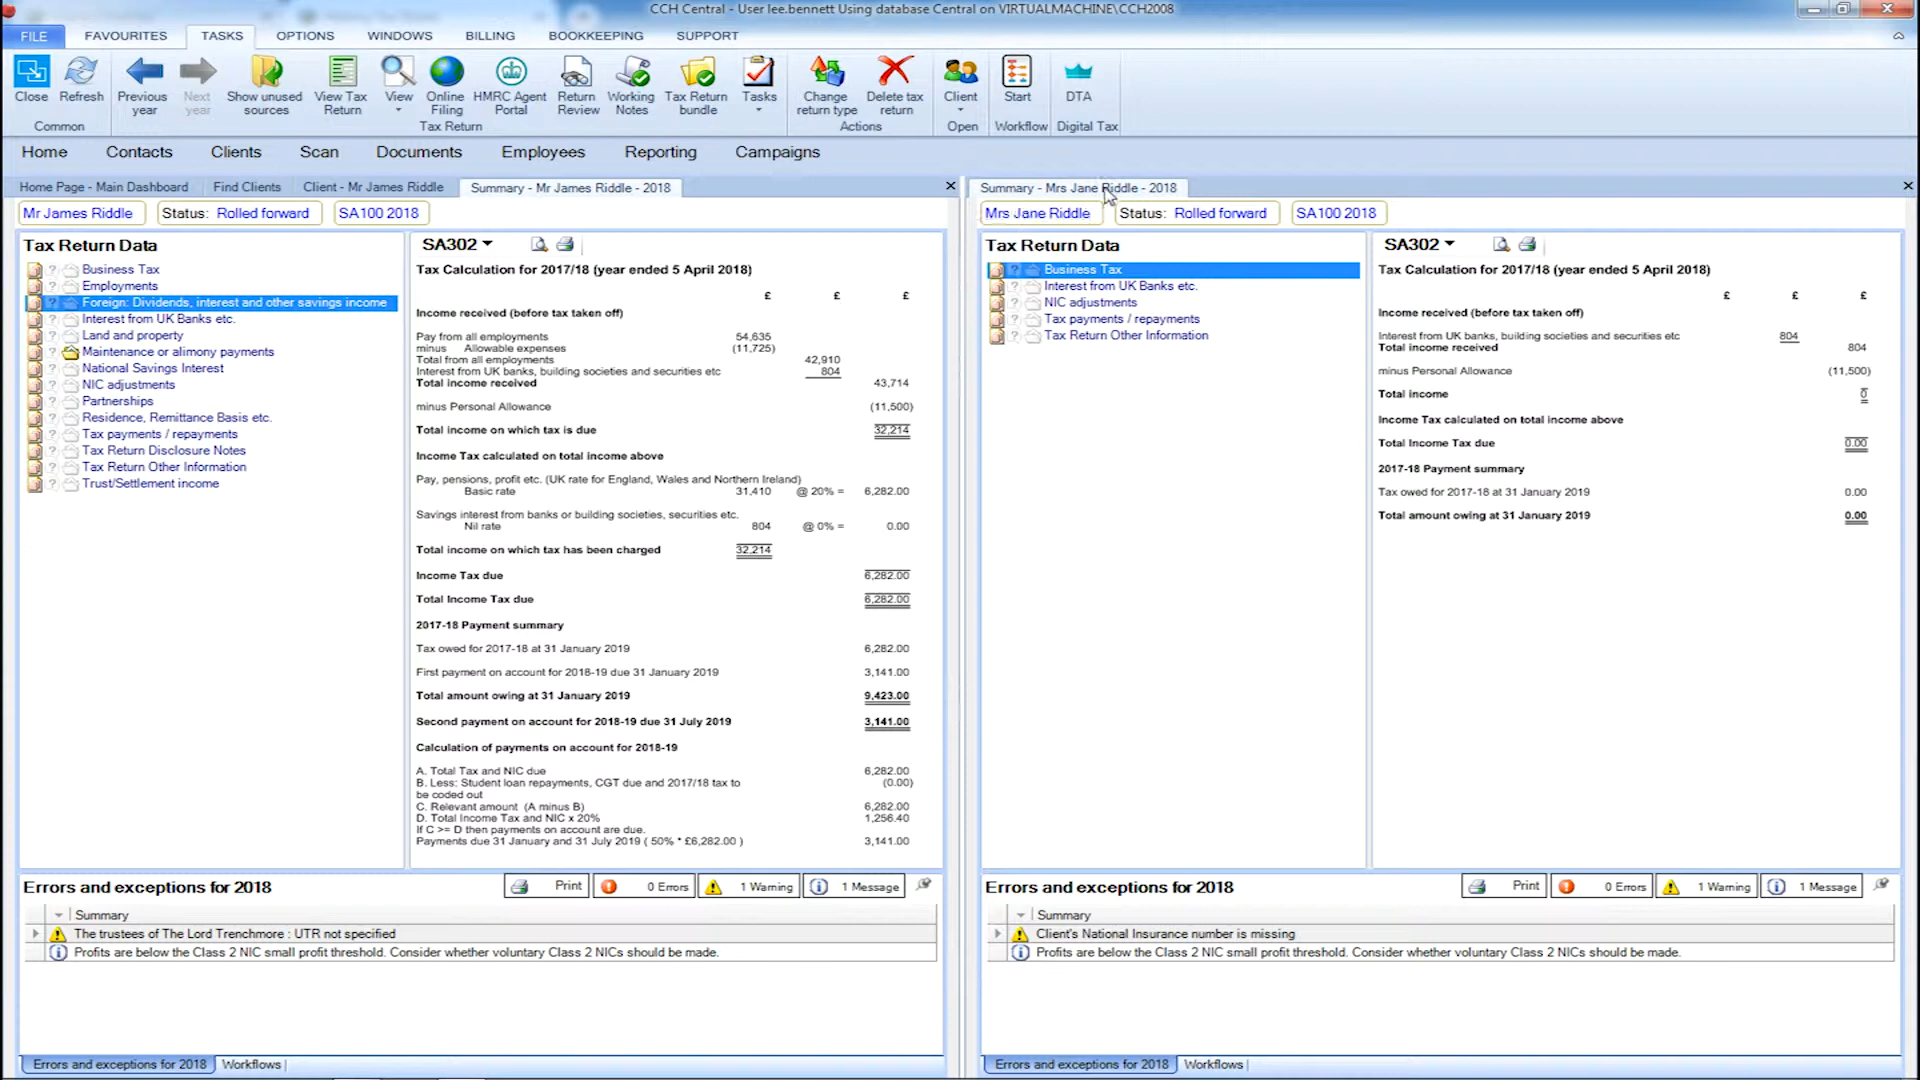 CCH Central - User lee.bennett Using database Central on VIRTUALMACHINE\CCH2008
FILE FAVOURITES TASKS OPTIONS WINDOWS BILLING BOOKKEEPING SUPPORT
Close Refresh Previous year Next year Show unused sources View Tax Return View Online Filing HMRC Agent Portal Return Review Working Notes Tax Return bundle Tasks Change return type Delete tax return Client Start DTA
Common Tax Return Actions Open Workflow Digital Tax
Home Contacts Clients Scan Documents Employees Reporting Campaigns
Home Page - Main Dashboard Find Clients Client - Mr James Riddle Summary - Mr James Riddle - 2018
Mr James Riddle Status: Rolled forward SA100 2018
Tax Return Data
Business Tax
Employments
Foreign: Dividends, interest and other savings income
Interest from UK Banks etc.
Land and property
Maintenance or alimony payments
National Savings Interest
NIC adjustments
Partnerships
Residence, Remittance Basis etc.
Tax payments / repayments
Tax Return Disclosure Notes
Tax Return Other Information
Trust/Settlement income
SA302
Tax Calculation for 2017/18 (year ended 5 April 2018)
£ £ £
Income received (before tax taken off)
Pay from all employments 54,635
minus Allowable expenses (11,725)
Total from all employments 42,910
Interest from UK banks, building societies and securities etc 804
Total income received 43,714
minus Personal Allowance (11,500)
Total income on which tax is due 32,214
Income Tax calculated on total income above
Pay, pensions, profit etc. (UK rate for England, Wales and Northern Ireland)
Basic rate 31,410 @ 20% = 6,282.00
Savings interest from banks or building societies, securities etc.
Nil rate 804 @ 0% = 0.00
Total income on which tax has been charged 32,214
Income Tax due 6,282.00
Total Income Tax due 6,282.00
2017-18 Payment summary
Tax owed for 2017-18 at 31 January 2019 6,282.00
First payment on account for 2018-19 due 31 January 2019 3,141.00
Total amount owing at 31 January 2019 9,423.00
Second payment on account for 2018-19 due 31 July 2019 3,141.00
Calculation of payments on account for 2018-19
A. Total Tax and NIC due 6,282.00
B. Less: Student loan repayments, CGT due and 2017/18 tax to (0.00)
be coded out
C. Relevant amount (A minus B) 6,282.00
D. Total Income Tax and NIC x 20% 1,256.40
If C >= D then payments on account are due.
Payments due 31 January and 31 July 2019 ( 50% * £6,282.00 ) 3,141.00
Errors and exceptions for 2018 Print 0 Errors 1 Warning 1 Message
Summary
The trustees of The Lord Trenchmore : UTR not specified
Profits are below the Class 2 NIC small profit threshold. Consider whether voluntary Class 2 NICs should be made.
Errors and exceptions for 2018 Workflows
Summary - Mrs Jane Riddle - 2018
Mrs Jane Riddle Status: Rolled forward SA100 2018
Tax Return Data
Business Tax
Interest from UK Banks etc.
NIC adjustments
Tax payments / repayments
Tax Return Other Information
SA302
Tax Calculation for 2017/18 (year ended 5 April 2018)
£ £ £
Income received (before tax taken off)
Interest from UK banks, building societies and securities etc 804
Total income received 804
minus Personal Allowance (11,500)
Total income 0
Income Tax calculated on total income above
Total Income Tax due 0.00
2017-18 Payment summary
Tax owed for 2017-18 at 31 January 2019 0.00
Total amount owing at 31 January 2019 0.00
Errors and exceptions for 2018 Print 0 Errors 1 Warning 1 Message
Summary
Client's National Insurance number is missing
Profits are below the Class 2 NIC small profit threshold. Consider whether voluntary Class 2 NICs should be made.
Errors and exceptions for 2018 Workflows